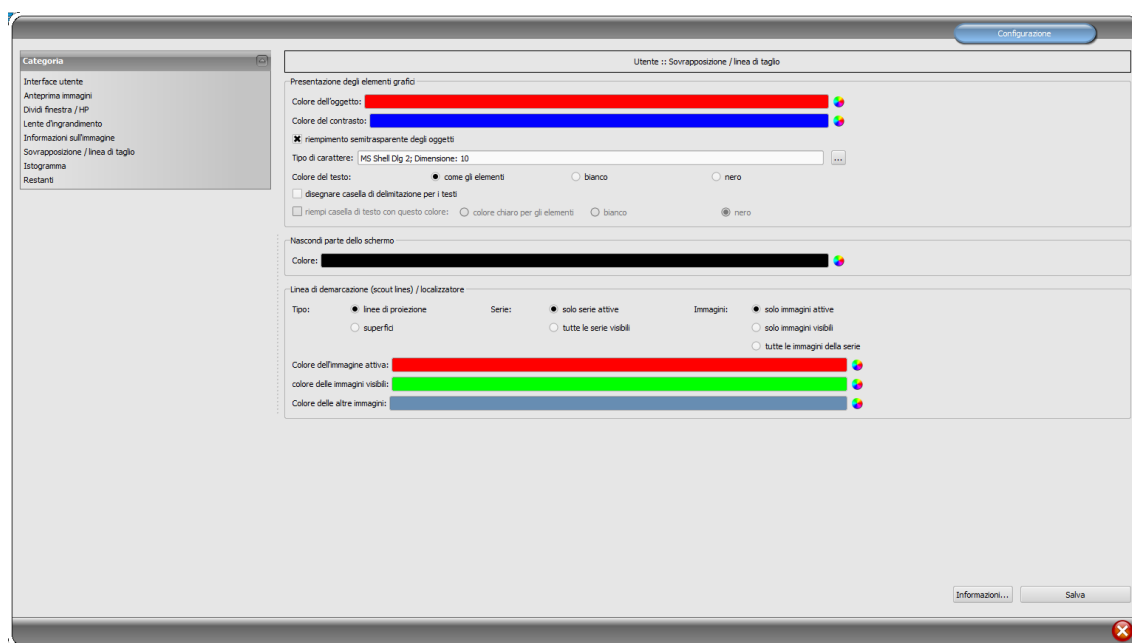 Configurazione
Categoria
Interface utente
Anteprima immagini
Dividi finestra / HP
Lente d'ingrandimento
Informazioni sull'immagine
Sovrapposizione / linea di taglio
Istogramma
Restanti
Utente :: Sovrapposizione / linea di taglio
Presentazione degli elementi grafici
Colore dell'oggetto:
Colore del contrasto:
riempimento semitrasparente degli oggetti
Tipo di carattere: MS Shell Dlg 2; Dimensione: 10 ...
Colore del testo: come gli elementi bianco nero
disegnare casella di delimitazione per i testi
riempi casella di testo con questo colore: colore chiaro per gli elementi bianco nero
Nascondi parte dello schermo
Colore:
Linea di demarcazione (scout lines) / localizzatore
Tipo: linee di proiezione Serie: solo serie attive Immagini: solo immagini attive
superfici tutte le serie visibili solo immagini visibili
tutte le immagini della serie
Colore dell'immagine attiva:
colore delle immagini visibili:
Colore delle altre immagini:
Informazioni... Salva